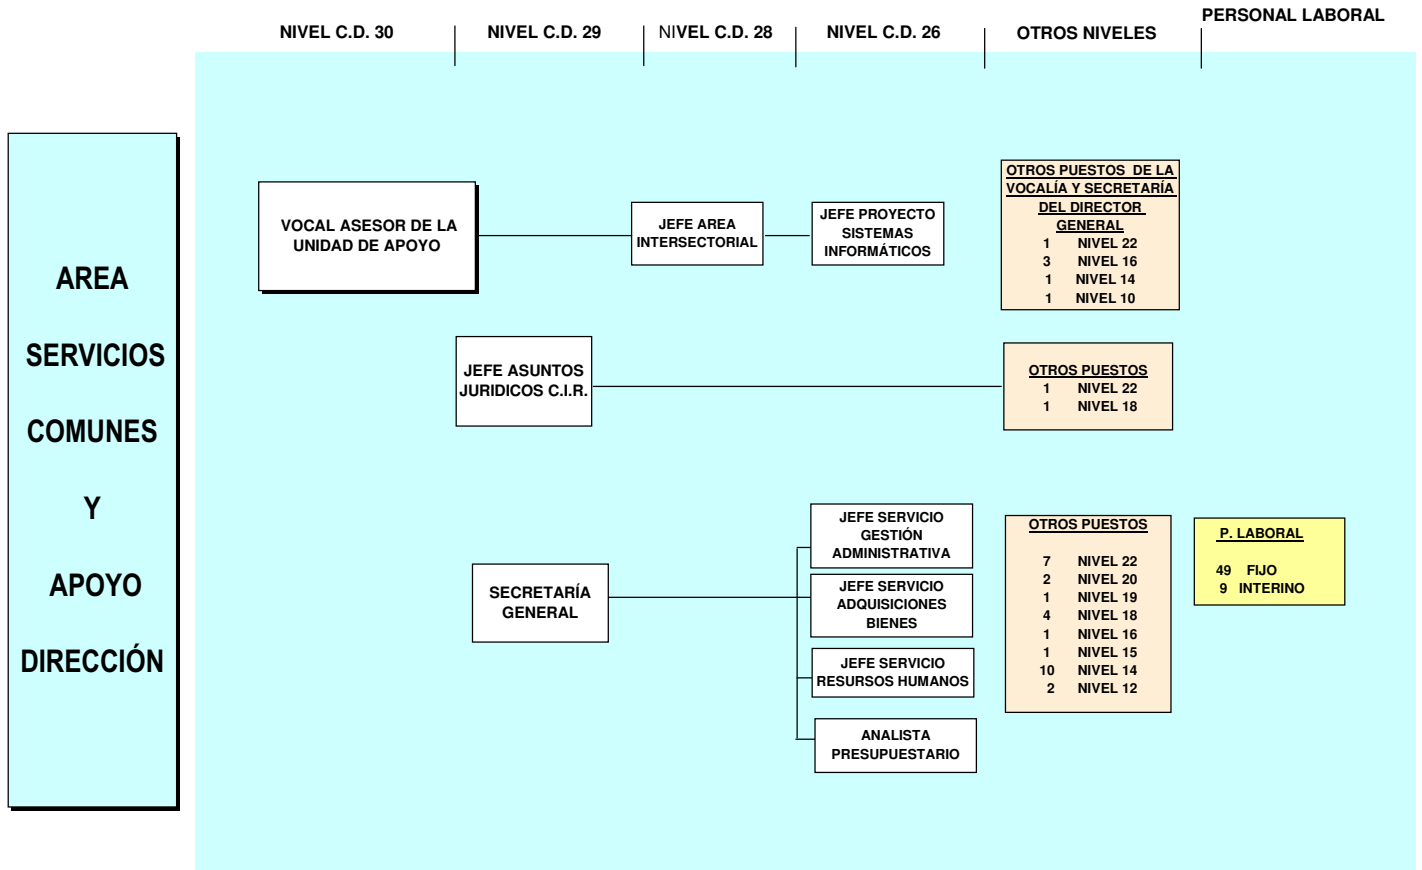 PERSONAL LABORAL
NIVEL C.D. 30
NIVEL C.D. 29
NIVEL C.D. 28
NIVEL C.D. 26
OTROS NIVELES
AREA
SERVICIOS
COMUNES
Y
APOYO
DIRECCIÓN
VOCAL ASESOR DE LA
UNIDAD DE APOYO
JEFE AREA
INTERSECTORIAL
JEFE PROYECTO
SISTEMAS
INFORMÁTICOS
OTROS PUESTOS DE LA
VOCALÍA Y SECRETARÍA
DEL DIRECTOR
GENERAL
1 NIVEL 22
3 NIVEL 16
1 NIVEL 14
1 NIVEL 10
JEFE ASUNTOS
JURIDICOS C.I.R.
OTROS PUESTOS
1 NIVEL 22
1 NIVEL 18
SECRETARÍA
GENERAL
JEFE SERVICIO
GESTIÓN
ADMINISTRATIVA
JEFE SERVICIO
ADQUISICIONES
BIENES
JEFE SERVICIO
RESURSOS HUMANOS
ANALISTA
PRESUPUESTARIO
OTROS PUESTOS
7 NIVEL 22
2 NIVEL 20
1 NIVEL 19
4 NIVEL 18
1 NIVEL 16
1 NIVEL 15
10 NIVEL 14
2 NIVEL 12
P. LABORAL
49 FIJO
9 INTERINO